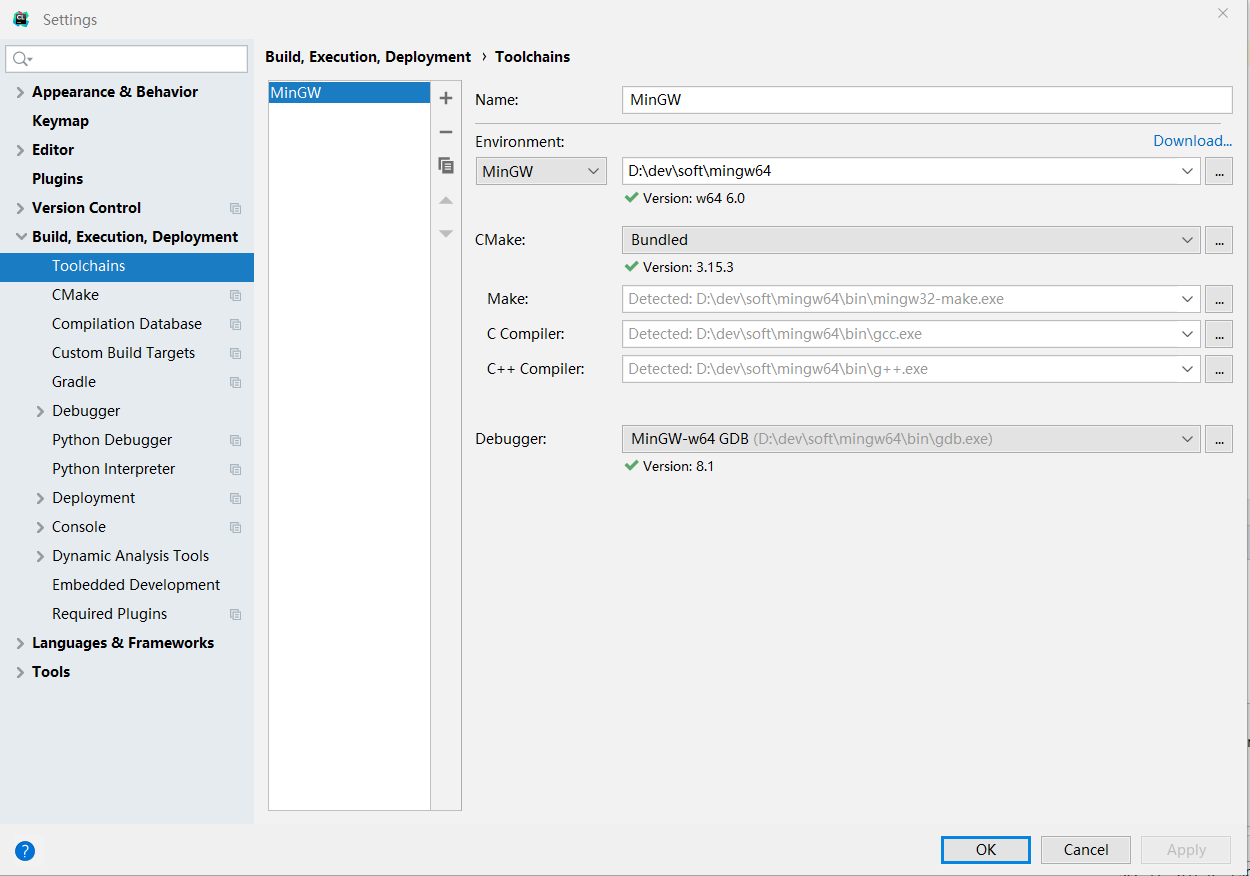 Settings
Appearance & Behavior
Keymap
Editor
Plugins
Version Control
Build, Execution, Deployment
Toolchains
CMake
Compilation Database
Custom Build Targets
Gradle
Debugger
Python Debugger
Python Interpreter
Deployment
Console
Dynamic Analysis Tools
Embedded Development
Required Plugins
Languages & Frameworks
Tools
Build, Execution, Deployment › Toolchains
MinGW
Name: MinGW
Environment: Download...
MinGW D:\dev\soft\mingw64 ...
Version: w64 6.0
CMake: Bundled ...
Version: 3.15.3
Make: Detected: D:\dev\soft\mingw64\bin\mingw32-make.exe ...
C Compiler: Detected: D:\dev\soft\mingw64\bin\gcc.exe ...
C++ Compiler: Detected: D:\dev\soft\mingw64\bin\g++.exe ...
Debugger: MinGW-w64 GDB (D:\dev\soft\mingw64\bin\gdb.exe) ...
Version: 8.1
? OK Cancel Apply